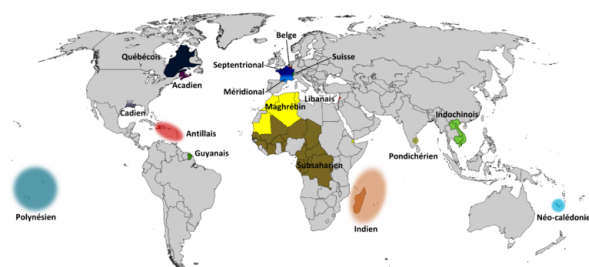 Belge
Québécois
Septentrional
Suisse
Acadien
Méridional
Libanais
Maghrébin
Cadien
Indochinois
Antillais
Guyanais
Pondichérien
Subsaharien
Polynésien
Indien
Néo-calédonien